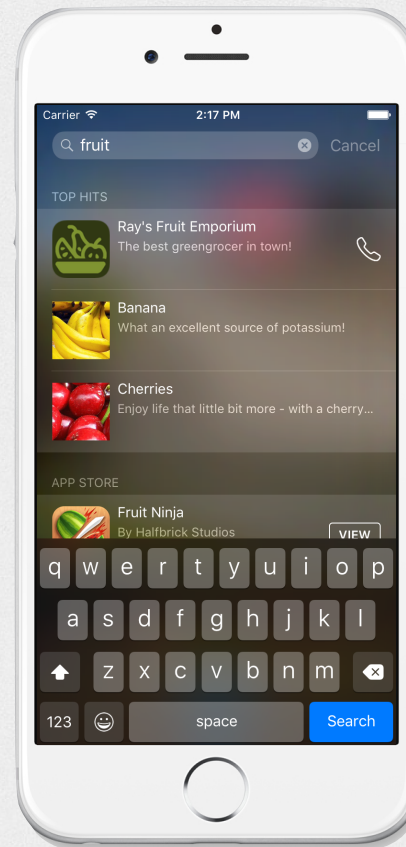 Carrier 2:17 PM
fruit Cancel
TOP HITS
Ray's Fruit Emporium
The best greengrocer in town!
Banana
What an excellent source of potassium!
Cherries
Enjoy life that little bit more - with a cherry...
APP STORE
Fruit Ninja
By Halfbrick Studios VIEW
q w e r t y u i o p
a s d f g h j k l
z x c v b n m
123 space Search